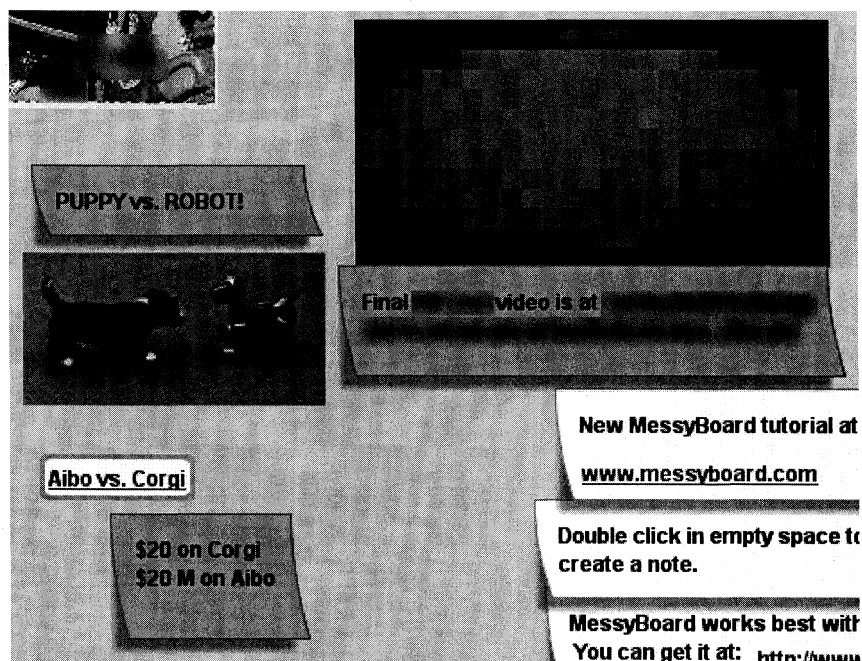 PUPPY vs. ROBOT!
Final video is at
Aibo vs. Corgi
$20 on Corgi
$20 M on Aibo
New MessyBoard tutorial at
www.messyboard.com
Double click in empty space to
create a note.
MessyBoard works best with
You can get it at: http://www